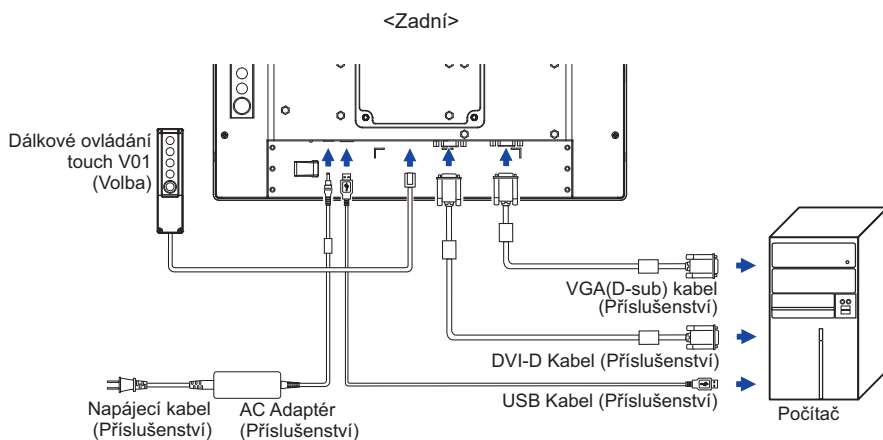 <Zadní>
Dálkové ovládání
touch V01
(Volba)
VGA(D-sub) kabel
(Příslušenství)
DVI-D Kabel (Příslušenství)
USB Kabel (Příslušenství)
Napájecí kabel
(Příslušenství)
AC Adaptér
(Příslušenství)
Počítač